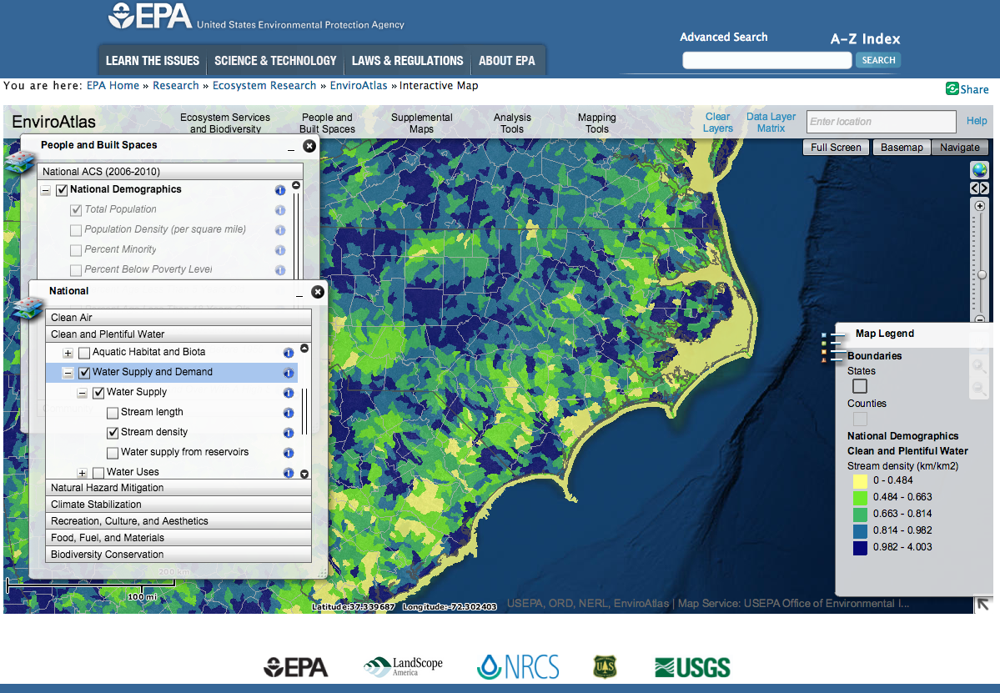 EPA United States Environmental Protection Agency
Advanced Search
A-Z Index
LEARN THE ISSUES
SCIENCE & TECHNOLOGY
LAWS & REGULATIONS
ABOUT EPA
SEARCH
You are here: EPA Home » Research » Ecosystem Research » EnviroAtlas » Interactive Map
Share
EnviroAtlas
Ecosystem Services
and Biodiversity
People and
Built Spaces
Supplemental
Maps
Analysis
Tools
Mapping
Tools
Clear
Layers
Data Layer
Matrix
Enter location
Help
Full Screen
Basemap
Navigate
People and Built Spaces
National ACS (2006-2010)
National Demographics
Total Population
Population Density (per square mile)
Percent Minority
Percent Below Poverty Level
National
Clean Air
Clean and Plentiful Water
Aquatic Habitat and Biota
Water Supply and Demand
Water Supply
Stream length
Stream density
Water supply from reservoirs
Water Uses
Natural Hazard Mitigation
Climate Stabilization
Recreation, Culture, and Aesthetics
Food, Fuel, and Materials
Biodiversity Conservation
200 km
100 mi
Map Legend
Boundaries
States
Counties
National Demographics
Clean and Plentiful Water
Stream density (km/km2)
0 - 0.484
0.484 - 0.663
0.663 - 0.814
0.814 - 0.982
0.982 - 4.003
Latitude:37.339687 Longitude:-72.302403
USEPA, ORD, NERL, EnviroAtlas | Map Service: USEPA Office of Environmental I...
EPA
LandScope
America
NRCS
UAS
USGS